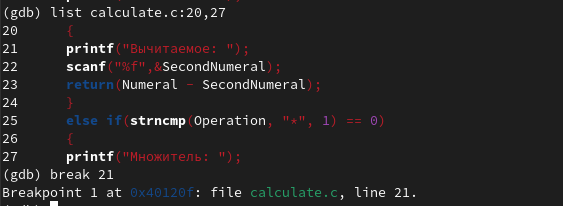 (gdb) list calculate.c:20,27
20 {
21 printf("Вычитаемое: ");
22 scanf("%f",&SecondNumeral);
23 return(Numeral - SecondNumeral);
24 }
25 else if(strncmp(Operation, "*", 1) == 0)
26 {
27 printf("Множитель: ");
(gdb) break 21
Breakpoint 1 at 0x40120f: file calculate.c, line 21.